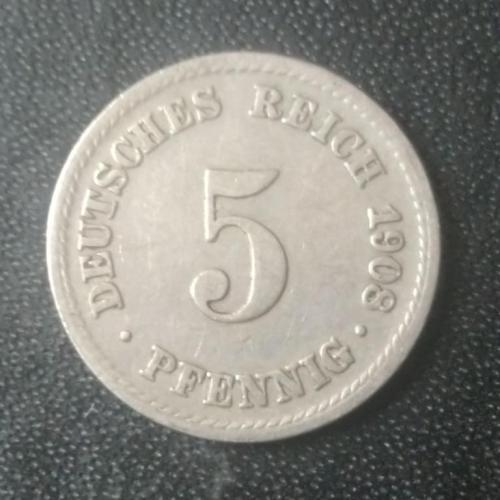 DEUTSCHES REICH 1908
5
· PFENNIG ·